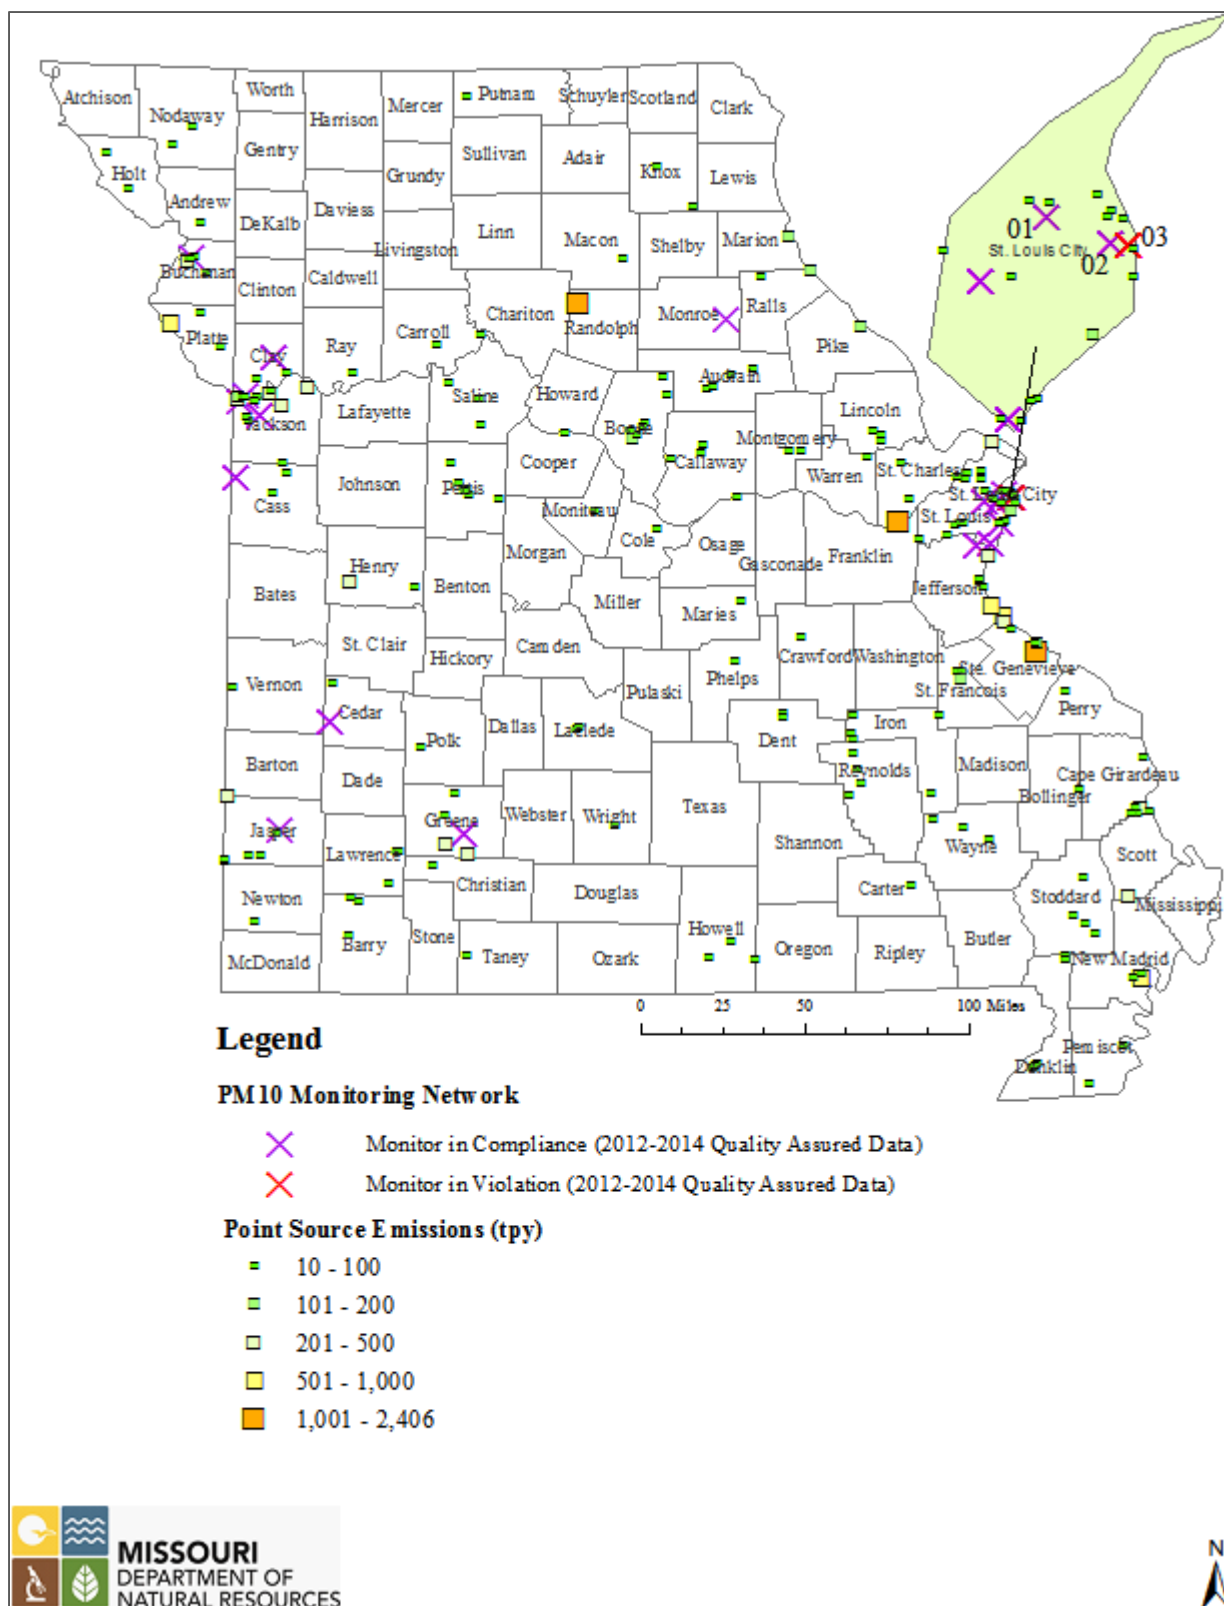 Atchison
Nodaway
Worth
Harrison
Mercer
Putnam
Schuyler
Scotland
Clark
Holt
Gentry
Sullivan
Adair
Knox
Lewis
Andrew
DeKalb
Daviess
Grundy
Livingston
Linn
Macon
Shelby
Marion
Buchanan
Clinton
Caldwell
Platte
Clay
Ray
Carroll
Chariton
Randolph
Monroe
Ralls
Pike
Jackson
Lafayette
Saline
Howard
Boone
Audrain
Callaway
Montgomery
Lincoln
Warren
St. Charles
St. Louis City
St. Louis
Cass
Johnson
Pettis
Cooper
Moniteau
Cole
Osage
Gasconade
Franklin
Jefferson
Bates
Henry
Benton
Morgan
Miller
Maries
St. Clair
Hickory
Camden
Pulaski
Phelps
Crawford
Washington
Ste. Genevieve
St. Francois
Perry
Vernon
Cedar
Polk
Dallas
Laclede
Dent
Iron
Reynolds
Madison
Bollinger
Cape Girardeau
Barton
Dade
Greene
Webster
Wright
Texas
Shannon
Wayne
Scott
Jasper
Lawrence
Christian
Douglas
Carter
Stoddard
Mississippi
Newton
Barry
Stone
Taney
Ozark
Howell
Oregon
Ripley
Butler
New Madrid
McDonald
Pemiscot
Dunklin
01
St. Louis City
02
03
0 25 50 100 Miles
Legend
PM10 Monitoring Network
Monitor in Compliance (2012-2014 Quality Assured Data)
Monitor in Violation (2012-2014 Quality Assured Data)
Point Source Emissions (tpy)
10 - 100
101 - 200
201 - 500
501 - 1,000
1,001 - 2,406
MISSOURI
DEPARTMENT OF
NATURAL RESOURCES
N